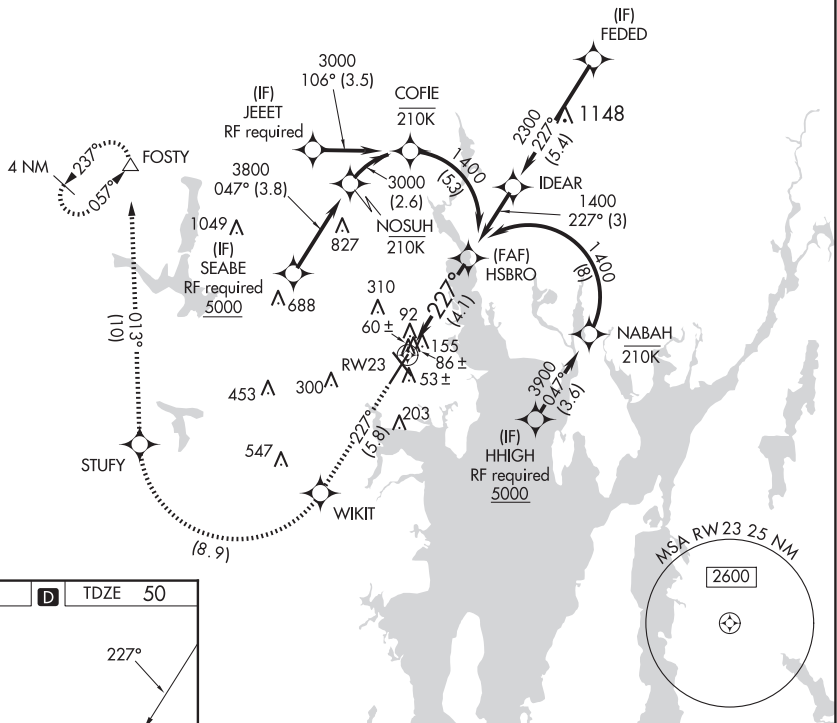 (IF)
FEDED
1148
2300
227°
(5.4)
3000
106° (3.5)
COFIE
210K
(IF)
JEEET
RF required
FOSTY
4 NM
237°
057°
3800
047° (3.8)
3000
(2.6)
1400
(5.3)
IDEAR
1400
227° (3)
NOSUH
210K
1049
827
(IF)
SEABE
RF required
5000
688
(FAF)
HSBRO
1400
(8)
227°
(4.1)
310
92
60 ±
155
86 ±
53 ±
RW23
NABAH
210K
3900
047°
(3.6)
013°
(10)
453
300
203
227°
(5.8)
(IF)
HHIGH
RF required
5000
547
STUFY
WIKIT
(8.9)
MSA RW 23 25 NM
2600
D
TDZE 50
227°